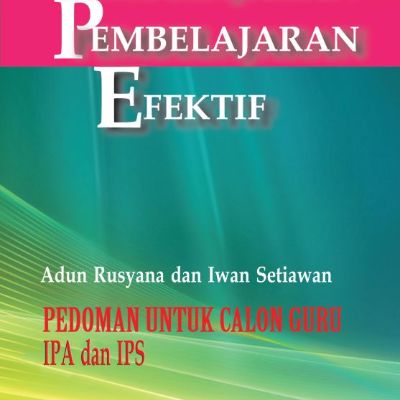 PEMBELAJARAN
EFEKTIF
Adun Rusyana dan Iwan Setiawan
PEDOMAN UNTUK CALON GURU
IPA dan IPS